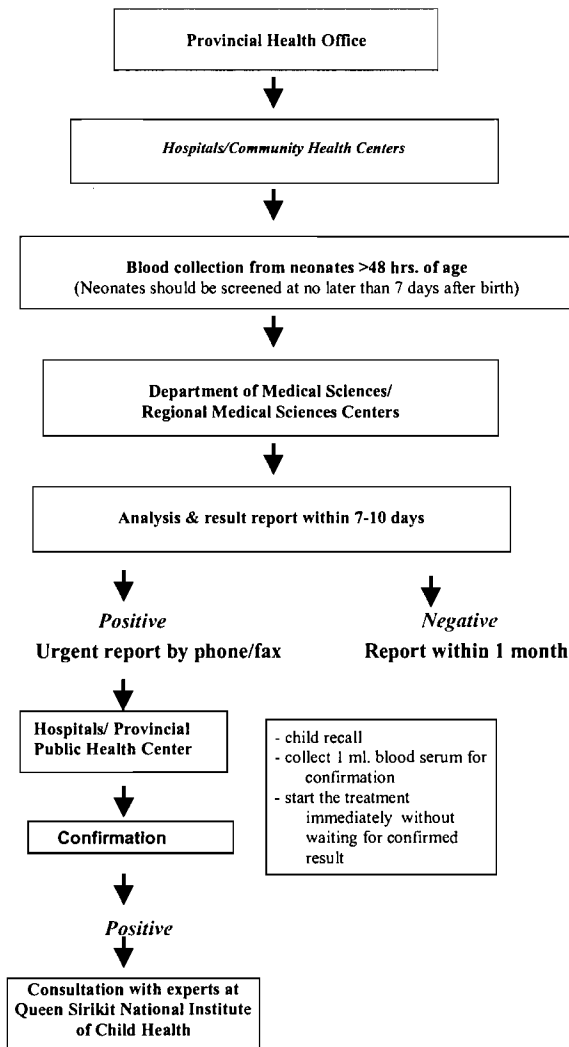 Provincial Health Office
Hospitals/Community Health Centers
Blood collection from neonates >48 hrs. of age
(Neonates should be screened at no later than 7 days after birth)
Department of Medical Sciences/
Regional Medical Sciences Centers
Analysis & result report within 7-10 days
Positive
Urgent report by phone/fax
Negative
Report within 1 month
Hospitals/ Provincial
Public Health Center
- child recall
- collect 1 ml. blood serum for
confirmation
- start the treatment
immediately without
waiting for confirmed
result
Confirmation
Positive
Consultation with experts at
Queen Sirikit National Institute
of Child Health